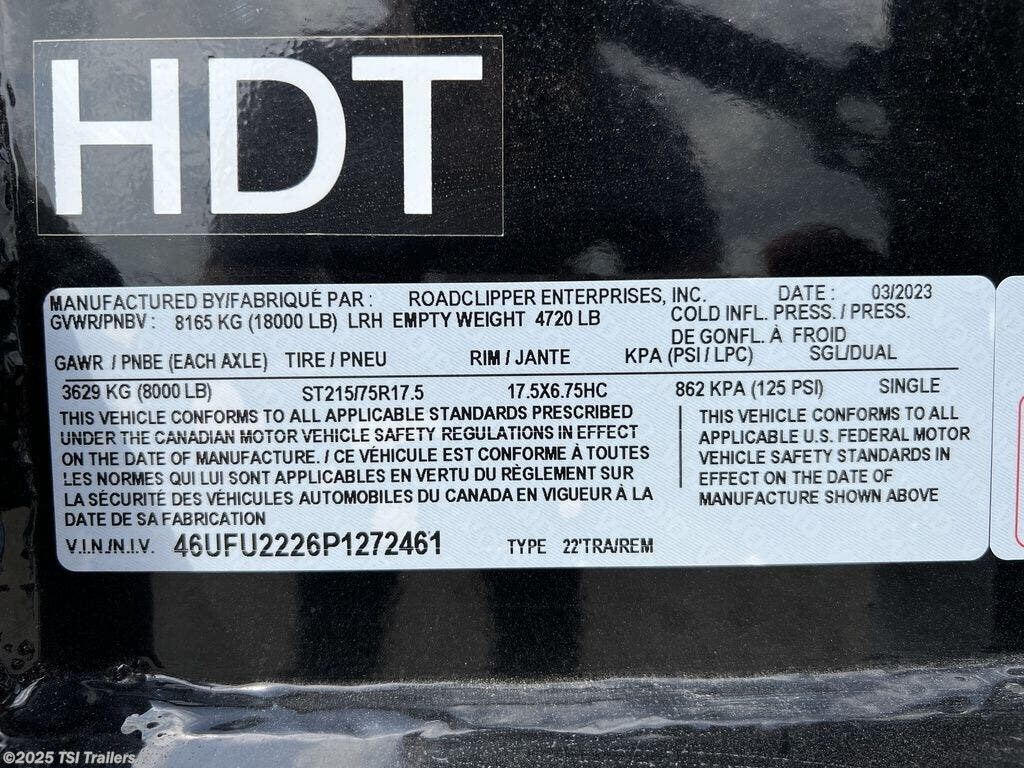 HDT
MANUFACTURED BY/FABRIQUÉ PAR : ROADCLIPPER ENTERPRISES, INC. DATE : 03/2023
GVWR/PNBV : 8165 KG (18000 LB) LRH EMPTY WEIGHT 4720 LB COLD INFL. PRESS. / PRESS.
DE GONFL. À FROID
GAWR / PNBE (EACH AXLE) TIRE / PNEU RIM / JANTE KPA (PSI / LPC) SGL/DUAL
3629 KG (8000 LB) ST215/75R17.5 17.5X6.75HC 862 KPA (125 PSI) SINGLE
THIS VEHICLE CONFORMS TO ALL APPLICABLE STANDARDS PRESCRIBED
UNDER THE CANADIAN MOTOR VEHICLE SAFETY REGULATIONS IN EFFECT
ON THE DATE OF MANUFACTURE. / CE VÉHICULE EST CONFORME À TOUTES
LES NORMES QUI LUI SONT APPLICABLES EN VERTU DU RÈGLEMENT SUR
LA SÉCURITÉ DES VÉHICULES AUTOMOBILES DU CANADA EN VIGUEUR À LA
DATE DE SA FABRICATION
THIS VEHICLE CONFORMS TO ALL
APPLICABLE U.S. FEDERAL MOTOR
VEHICLE SAFETY STANDARDS IN
EFFECT ON THE DATE OF
MANUFACTURE SHOWN ABOVE
V.I.N./N.I.V. 46UFU2226P1272461 TYPE 22'TRA/REM
©2025 TSI Trailers